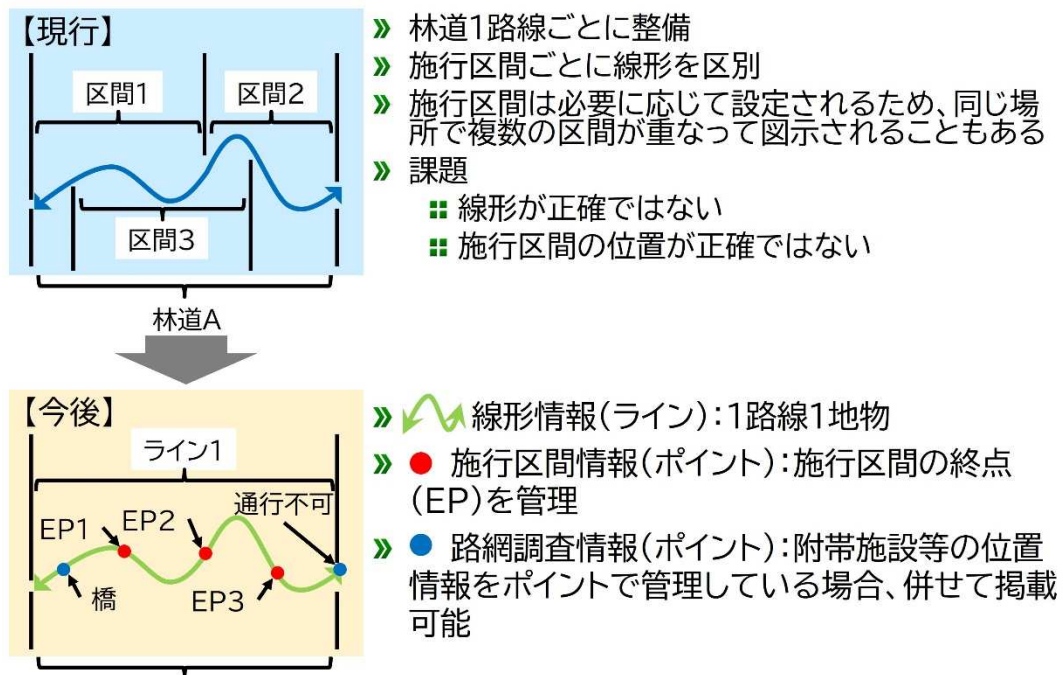 【現行】
区間1
区間2
区間3
林道A
» 林道1路線ごとに整備
» 施行区間ごとに線形を区別
» 施行区間は必要に応じて設定されるため、同じ場
所で複数の区間が重なって図示されることもある
» 課題
線形が正確ではない
施行区間の位置が正確ではない
【今後】
ライン1
EP1
EP2
通行不可
橋
EP3
» 線形情報(ライン):1路線1地物
» 施行区間情報(ポイント):施行区間の終点
(EP)を管理
» 路網調査情報(ポイント):附帯施設等の位置
情報をポイントで管理している場合、併せて掲載
可能